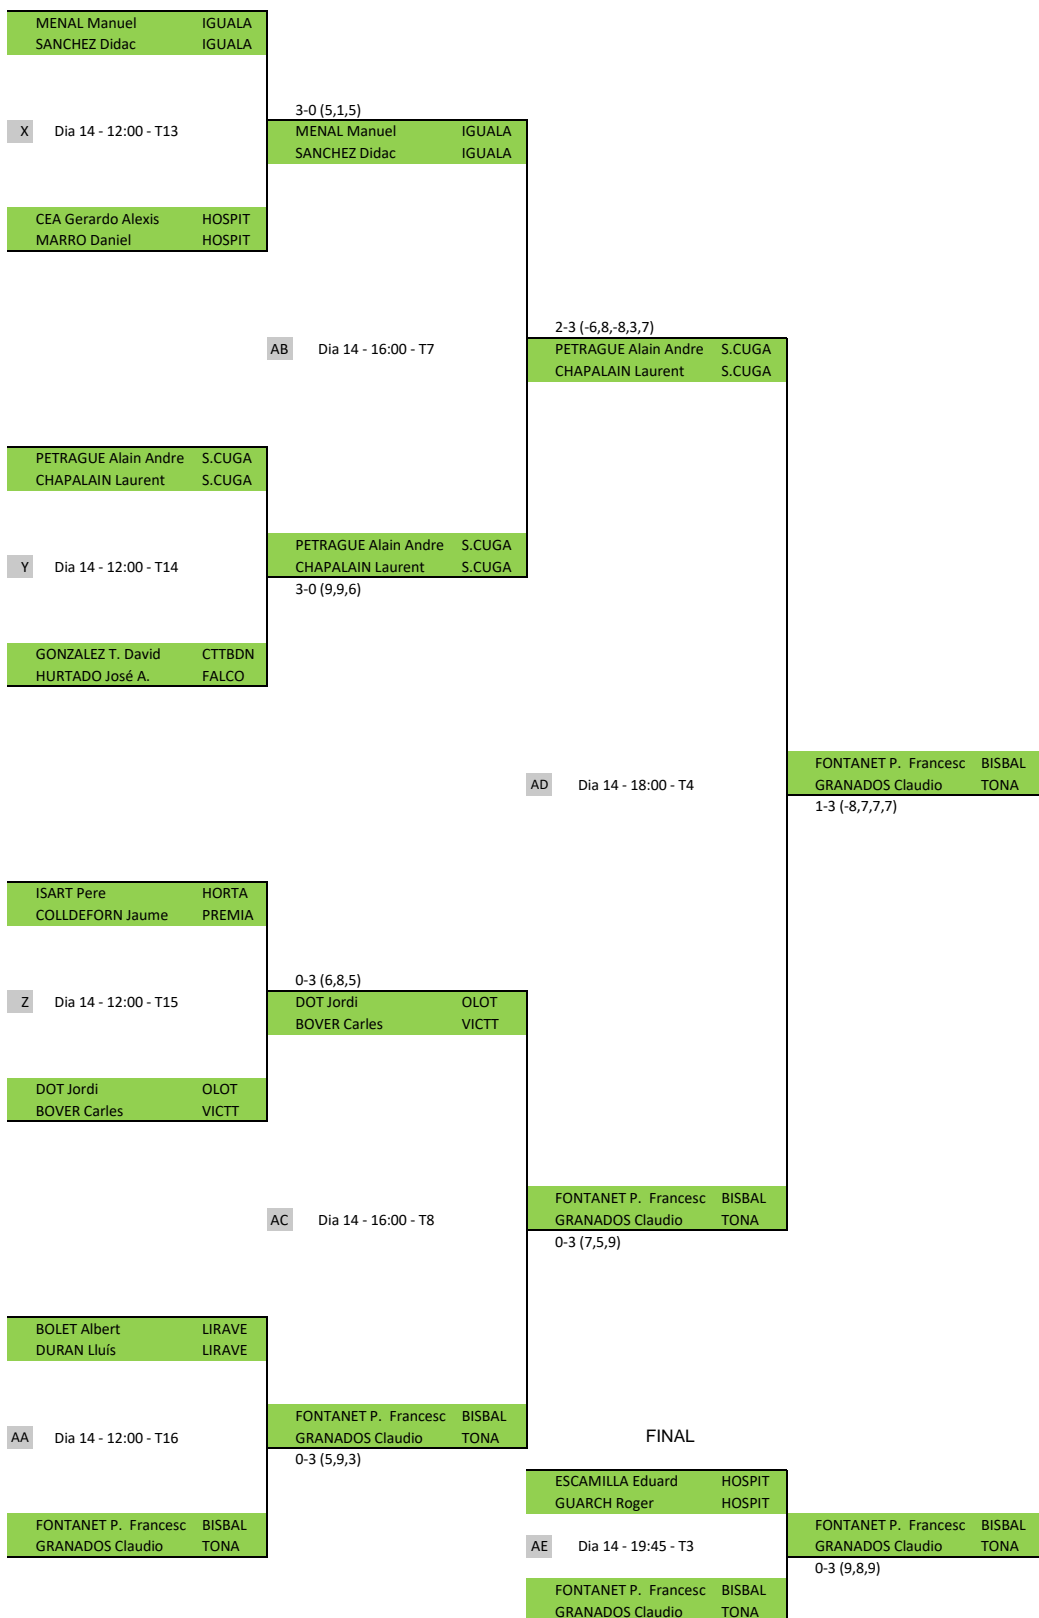 MENAL Manuel IGUALA
SANCHEZ Didac IGUALA
3-0 (5,1,5)
X Dia 14 - 12:00 - T13
MENAL Manuel IGUALA
SANCHEZ Didac IGUALA
CEA Gerardo Alexis HOSPIT
MARRO Daniel HOSPIT
2-3 (-6,8,-8,3,7)
AB Dia 14 - 16:00 - T7
PETRAGUE Alain Andre S.CUGA
CHAPALAIN Laurent S.CUGA
PETRAGUE Alain Andre S.CUGA
CHAPALAIN Laurent S.CUGA
PETRAGUE Alain Andre S.CUGA
Y Dia 14 - 12:00 - T14
CHAPALAIN Laurent S.CUGA
3-0 (9,9,6)
GONZALEZ T. David CTTBDN
HURTADO José A. FALCO
FONTANET P. Francesc BISBAL
AD Dia 14 - 18:00 - T4
GRANADOS Claudio TONA
1-3 (-8,7,7,7)
ISART Pere HORTA
COLLDEFORN Jaume PREMIA
0-3 (6,8,5)
Z Dia 14 - 12:00 - T15
DOT Jordi OLOT
BOVER Carles VICTT
DOT Jordi OLOT
BOVER Carles VICTT
FONTANET P. Francesc BISBAL
AC Dia 14 - 16:00 - T8
GRANADOS Claudio TONA
0-3 (7,5,9)
BOLET Albert LIRAVE
DURAN Lluís LIRAVE
FONTANET P. Francesc BISBAL
AA Dia 14 - 12:00 - T16
GRANADOS Claudio TONA
FINAL
0-3 (5,9,3)
ESCAMILLA Eduard HOSPIT
GUARCH Roger HOSPIT
FONTANET P. Francesc BISBAL
GRANADOS Claudio TONA
AE Dia 14 - 19:45 - T3
FONTANET P. Francesc BISBAL
GRANADOS Claudio TONA
0-3 (9,8,9)
FONTANET P. Francesc BISBAL
GRANADOS Claudio TONA